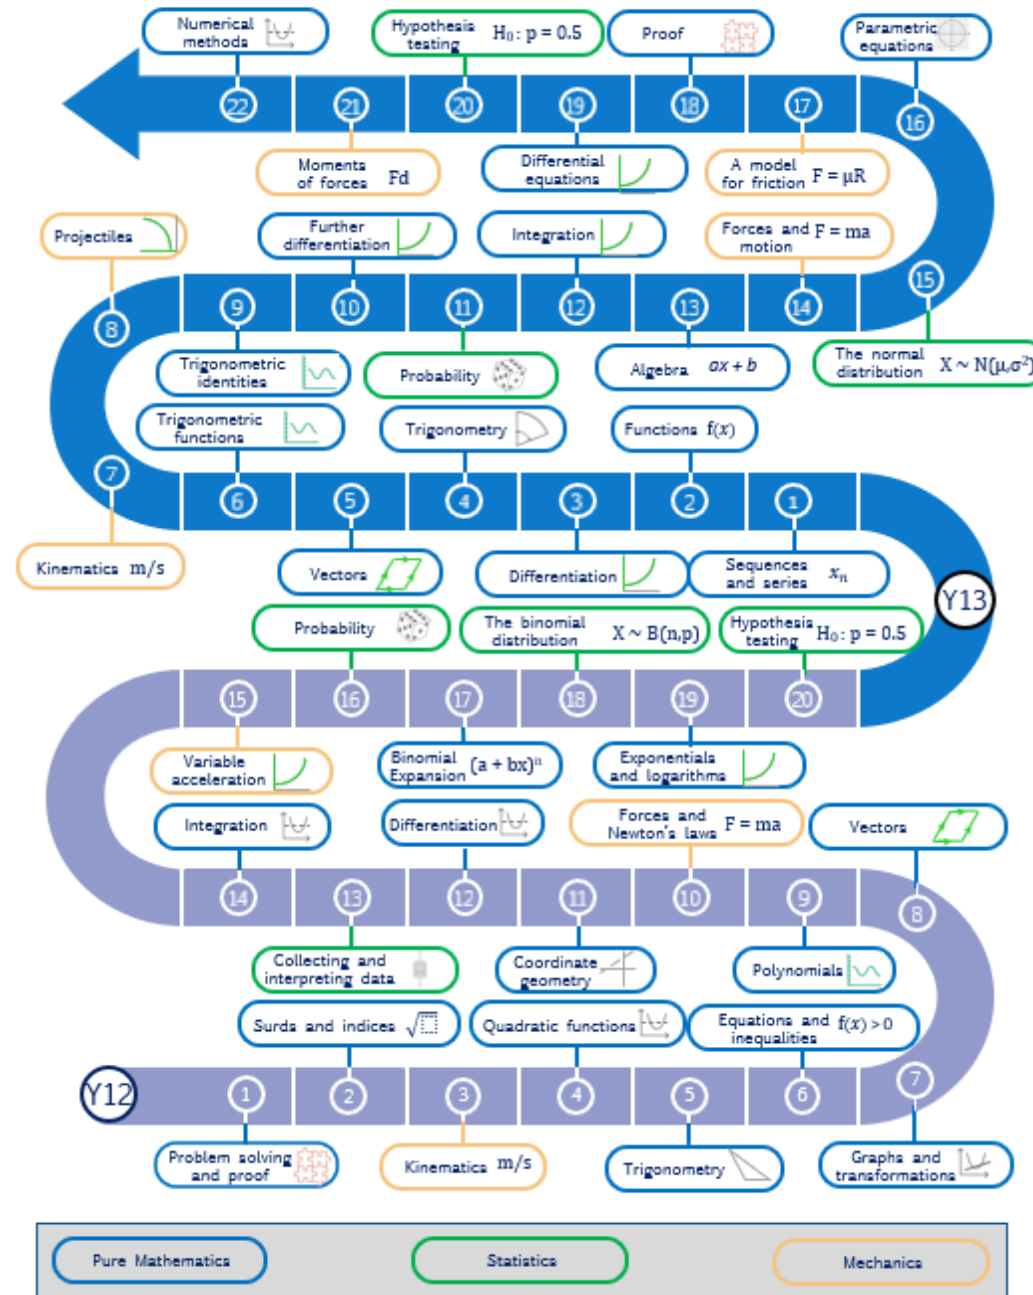 Numerical
methods
Hypothesis
testing H₀: p = 0.5
Proof
Parametric
equations
22
21
20
19
18
17
16
Moments
of forces Fd
Differential
equations
A model
for friction F = μR
Projectiles
Further
differentiation
Integration
Forces and
motion F = ma
15
8
9
10
11
12
13
14
Trigonometric
identities
Probability
Algebra ax + b
The normal
distribution X ~ N(μ,σ²)
Trigonometric
functions
Trigonometry
Functions f(x)
7
6
5
4
3
2
1
Kinematics m/s
Vectors
Differentiation
Sequences
and series xₙ
Y13
Probability
The binomial
distribution X ~ B(n,p)
Hypothesis
testing H₀: p = 0.5
15
16
17
18
19
20
Variable
acceleration
Binomial
Expansion (a + bx)ⁿ
Exponentials
and logarithms
Integration
Differentiation
Forces and
Newton's laws F = ma
Vectors
14
13
12
11
10
9
8
Collecting and
interpreting data
Coordinate
geometry
Polynomials
Surds and indices √
Quadratic functions
Equations and
inequalities f(x) > 0
Y12
1
2
3
4
5
6
7
Problem solving
and proof
Kinematics m/s
Trigonometry
Graphs and
transformations
Pure Mathematics
Statistics
Mechanics